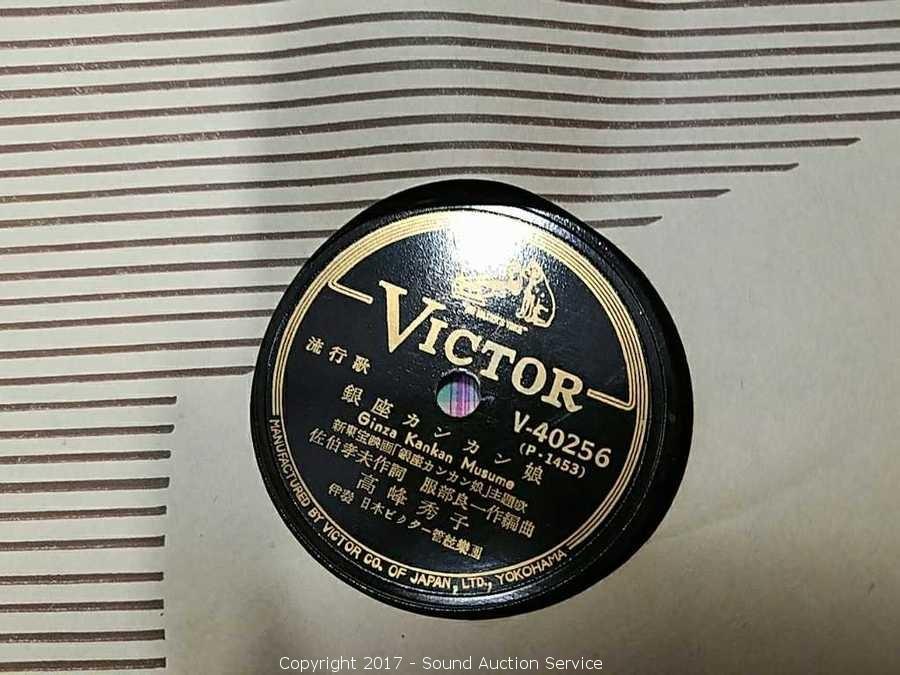 VICTOR
流行歌
V-40256
(P-1453)
銀座カンカン娘
Ginza Kankan Musume
新東宝映画「銀座カンカン娘」主題歌
佐伯孝夫作詞 服部良一作編曲
高峰秀子
伴奏 日本ビクター管絃樂団
MANUFACTURED BY VICTOR CO. OF JAPAN, LTD., YOKOHAMA
Copyright 2017 - Sound Auction Service